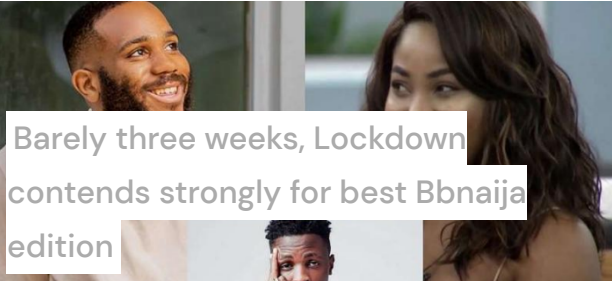 Barely three weeks, Lockdown
contends strongly for best Bbnaija
edition